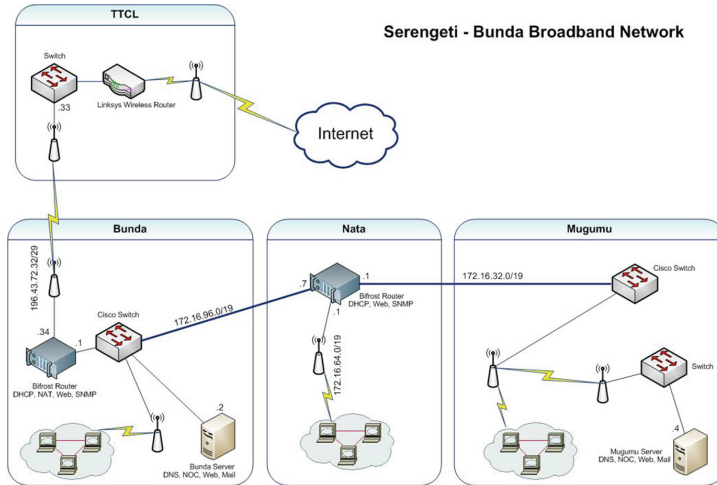 Serengeti - Bunda Broadband Network
TTCL
Switch
.33
Linksys Wireless Router
Internet
Bunda
196.43.72.32/29
.34
Bifrost Router
DHCP, NAT, Web, SNMP
.1
Cisco Switch
172.16.96.0/19
.2
Bunda Server
DNS, NOC, Web, Mail
Nata
.7
.1
Bifrost Router
DHCP, Web, SNMP
.1
172.16.64.0/19
Mugumu
172.16.32.0/19
Cisco Switch
Switch
.4
Mugumu Server
DNS, NOC, Web, Mail